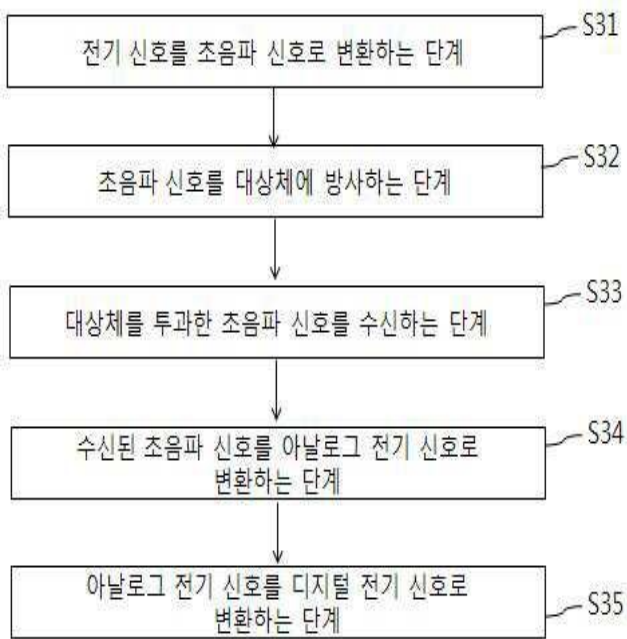 전기 신호를 초음파 신호로 변환하는 단계
S31
초음파 신호를 대상체에 방사하는 단계
S32
대상체를 투과한 초음파 신호를 수신하는 단계
S33
수신된 초음파 신호를 아날로그 전기 신호로
변환하는 단계
S34
아날로그 전기 신호를 디지털 전기 신호로
변환하는 단계
S35